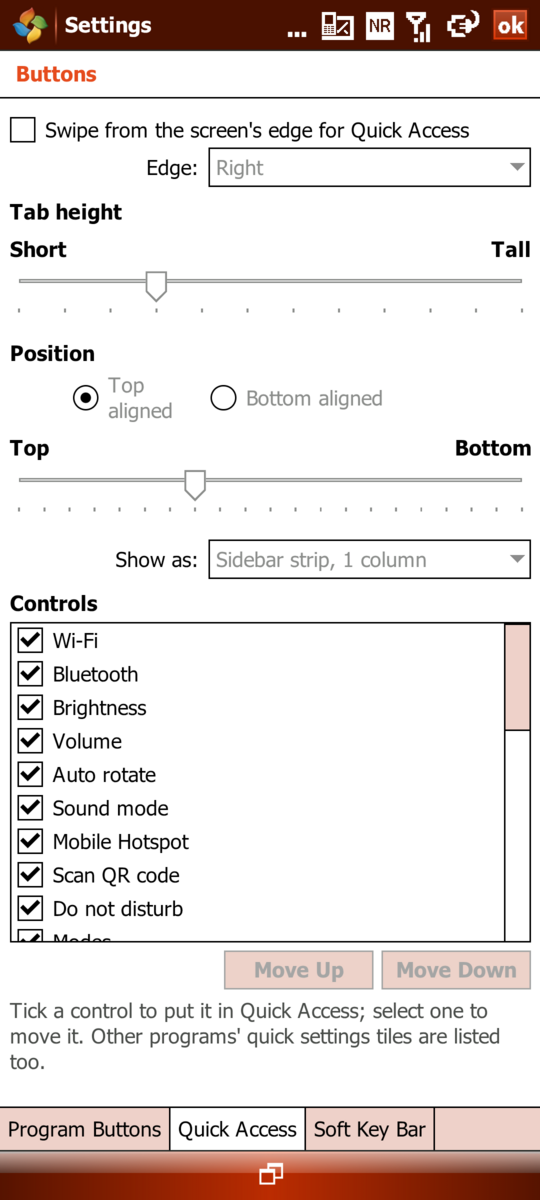 Settings
...
NR
ok
Buttons
Swipe from the screen's edge for Quick Access
Edge: Right
Tab height
Short Tall
Position
Top
aligned
Bottom aligned
Top Bottom
Show as: Sidebar strip, 1 column
Controls
Wi-Fi
Bluetooth
Brightness
Volume
Auto rotate
Sound mode
Mobile Hotspot
Scan QR code
Do not disturb
Modes
Move Up Move Down
Tick a control to put it in Quick Access; select one to
move it. Other programs' quick settings tiles are listed
too.
Program Buttons Quick Access Soft Key Bar